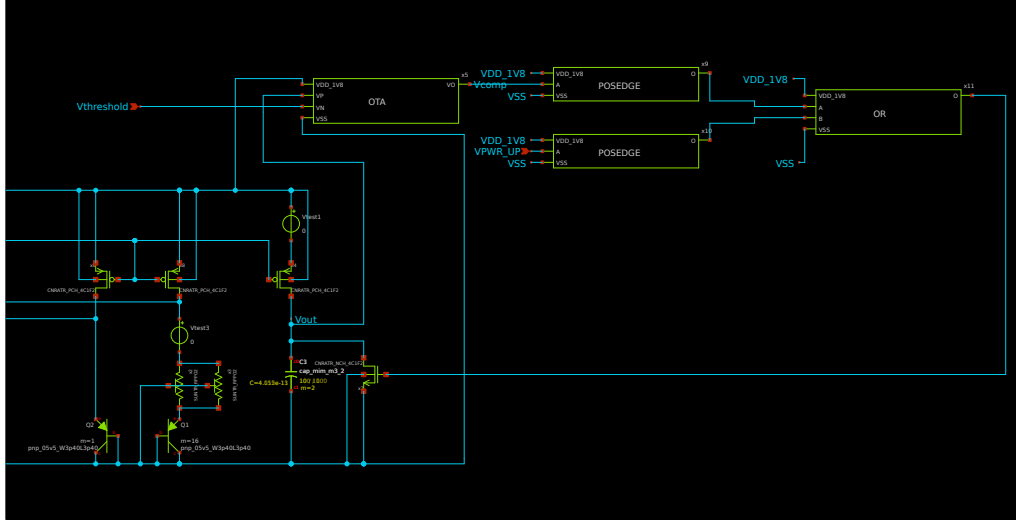 x5
VDD_1V8
VO
Vcomp
VP
OTA
Vthreshold
VN
VSS
VDD_1V8
VDD_1V8
x9
A
O
POSEDGE
VSS
VSS
VDD_1V8
VDD_1V8
x10
VPWR_UP
A
O
POSEDGE
VSS
VSS
VDD_1V8
VDD_1V8
x11
O
A
OR
B
VSS
VSS
Vtest1
0
CNRATR_PCH_4C1F2
CNRATR_PCH_4C1F2
CNRATR_PCH_4C1F2
Vout
Vtest3
0
C3
CNRATR_NCH_4C1F2
cap_mim_m3_2
C=4.033e-13
m=2
Q2
Q1
m=1
m=16
pnp_05v5_W3p40L3p40
pnp_05v5_W3p40L3p40